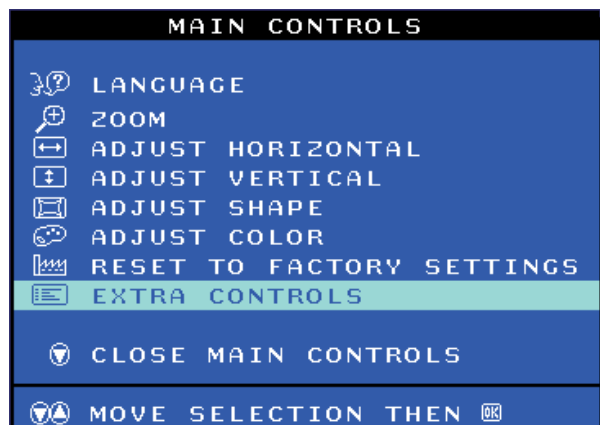 MAIN CONTROLS
LANGUAGE
ZOOM
ADJUST HORIZONTAL
ADJUST VERTICAL
ADJUST SHAPE
ADJUST COLOR
RESET TO FACTORY SETTINGS
EXTRA CONTROLS
CLOSE MAIN CONTROLS
MOVE SELECTION THEN OK